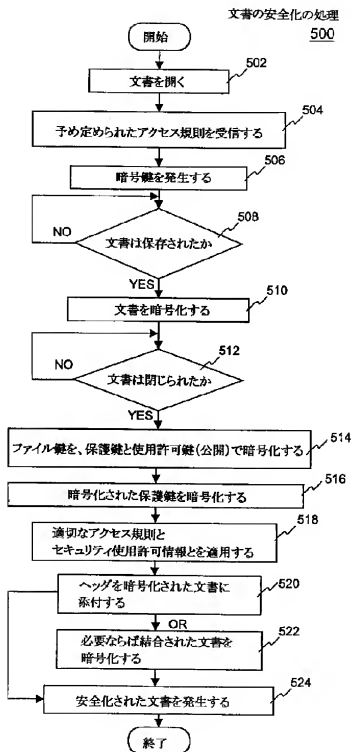 文書の安全化の処理
500
開始
文書を開く
502
予め定められたアクセス規則を受信する
504
暗号鍵を発生する
506
文書は保存されたか
508
NO
YES
文書を暗号化する
510
文書は閉じられたか
512
NO
YES
ファイル鍵を、保護鍵と使用許可鍵(公開)で暗号化する
514
暗号化された保護鍵を暗号化する
516
適切なアクセス規則と
セキュリティ使用許可情報とを適用する
518
ヘッダを暗号化された文書に
添付する
520
OR
必要ならば結合された文書を
暗号化する
522
安全化された文書を発生する
524
終了